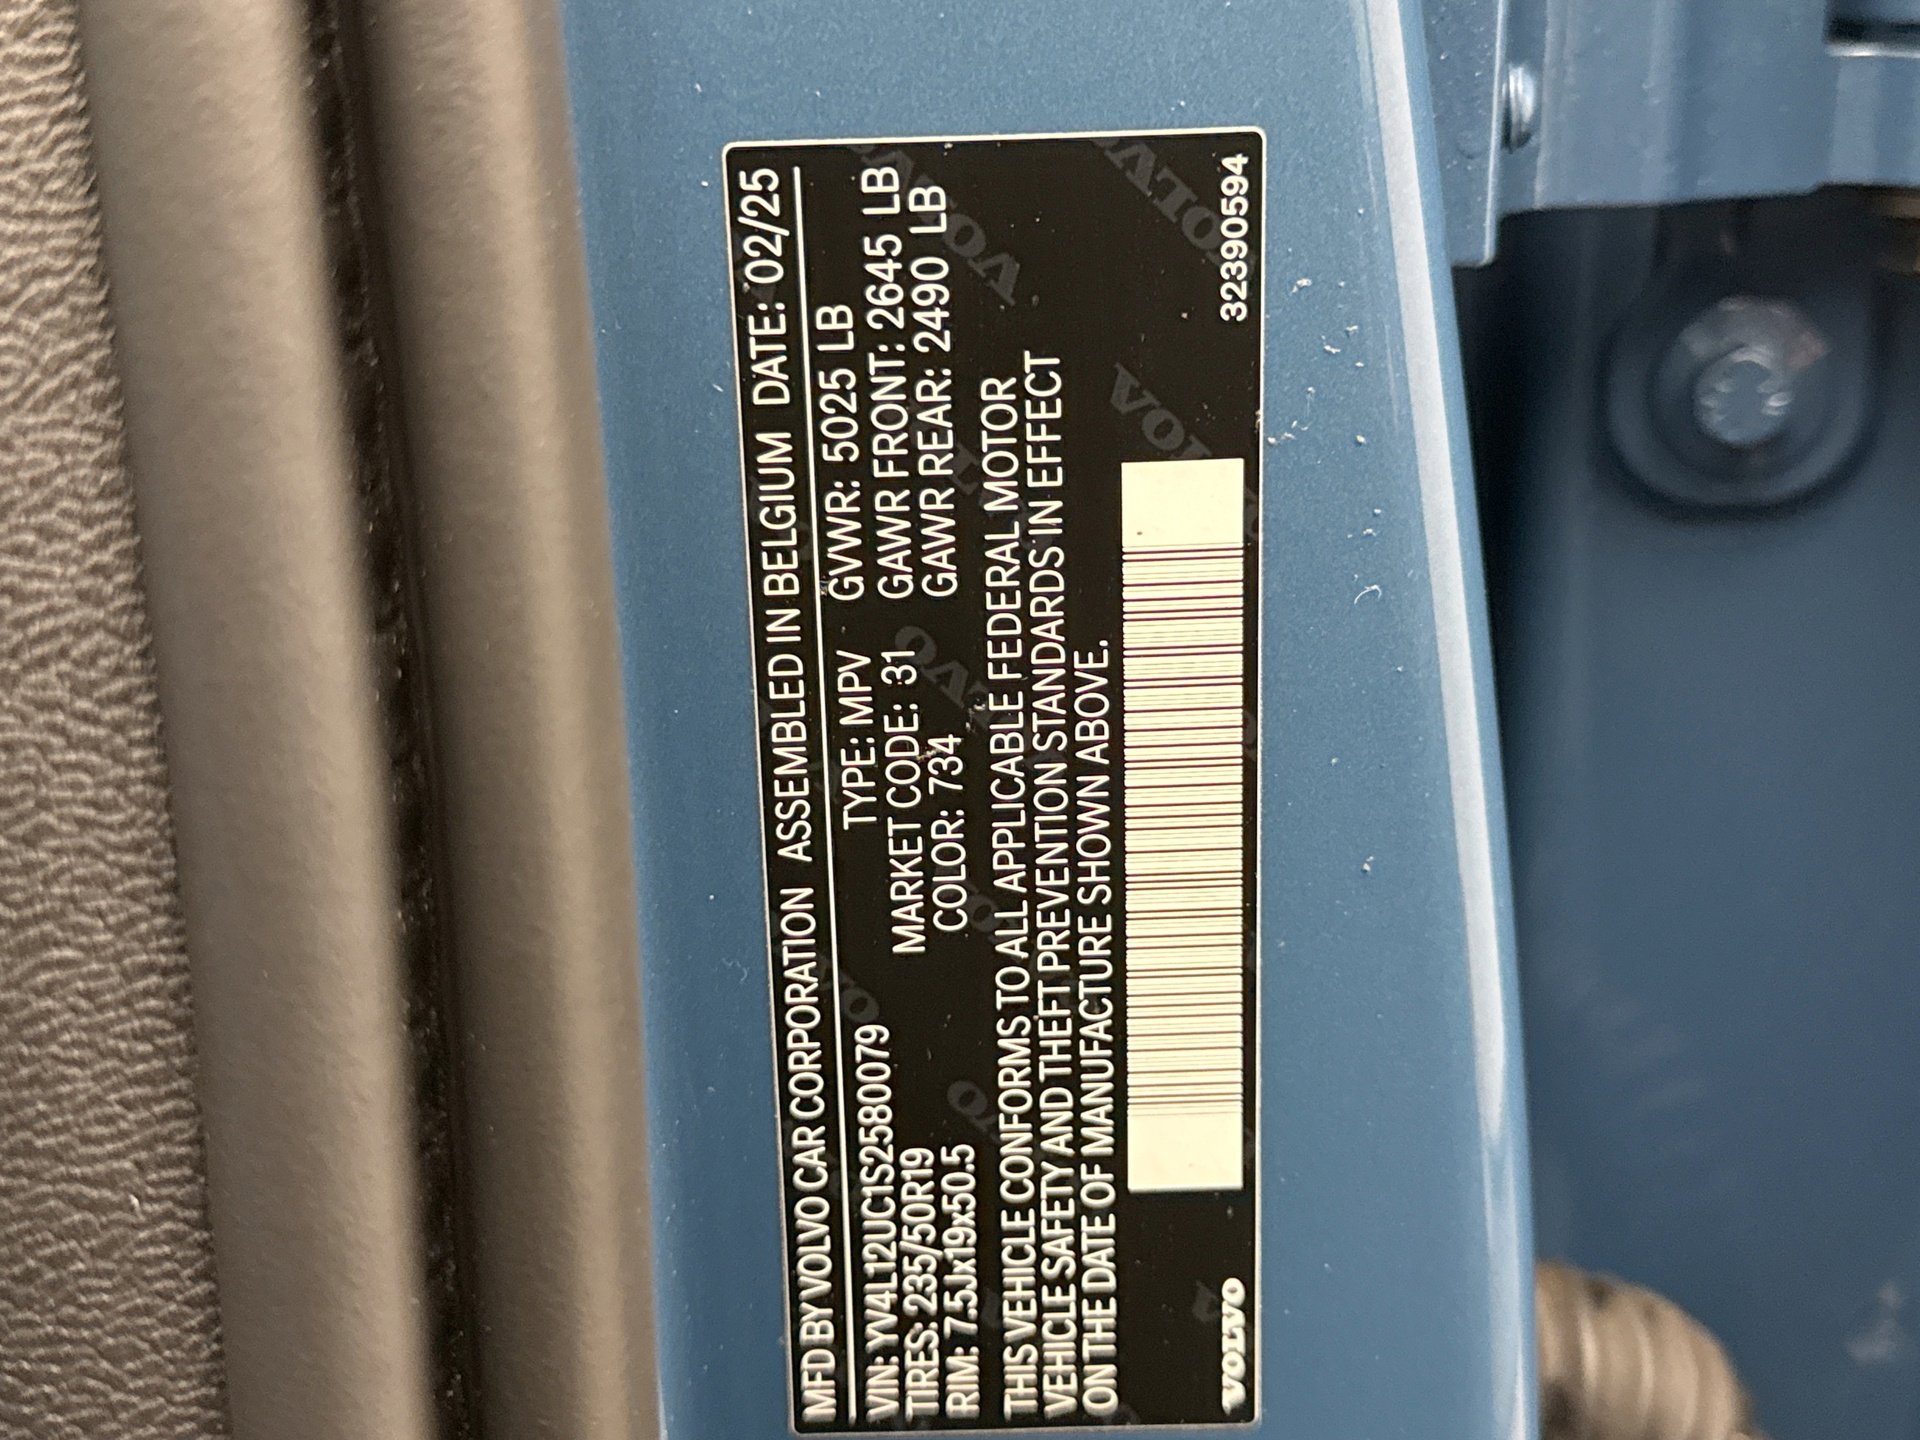 MFD BY VOLVO CAR CORPORATION ASSEMBLED IN BELGIUM DATE: 02/25
VIN: YV4L12UC1S2580079 TYPE: MPV GVWR: 5025 LB
TIRES: 235/50R19 MARKET CODE: 31 GAWR FRONT: 2645 LB
RIM: 7.5Jx19x50.5 COLOR: 734 GAWR REAR: 2490 LB
THIS VEHICLE CONFORMS TO ALL APPLICABLE FEDERAL MOTOR
VEHICLE SAFETY AND THEFT PREVENTION STANDARDS IN EFFECT
ON THE DATE OF MANUFACTURE SHOWN ABOVE.
VOLVO 32390594